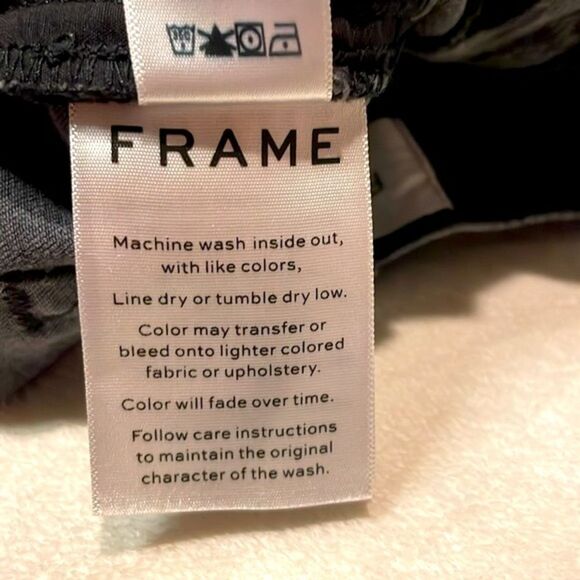 FRAME
Machine wash inside out,
with like colors,
Line dry or tumble dry low.
Color may transfer or
bleed onto lighter colored
fabric or upholstery.
Color will fade over time.
Follow care instructions
to maintain the original
character of the wash.